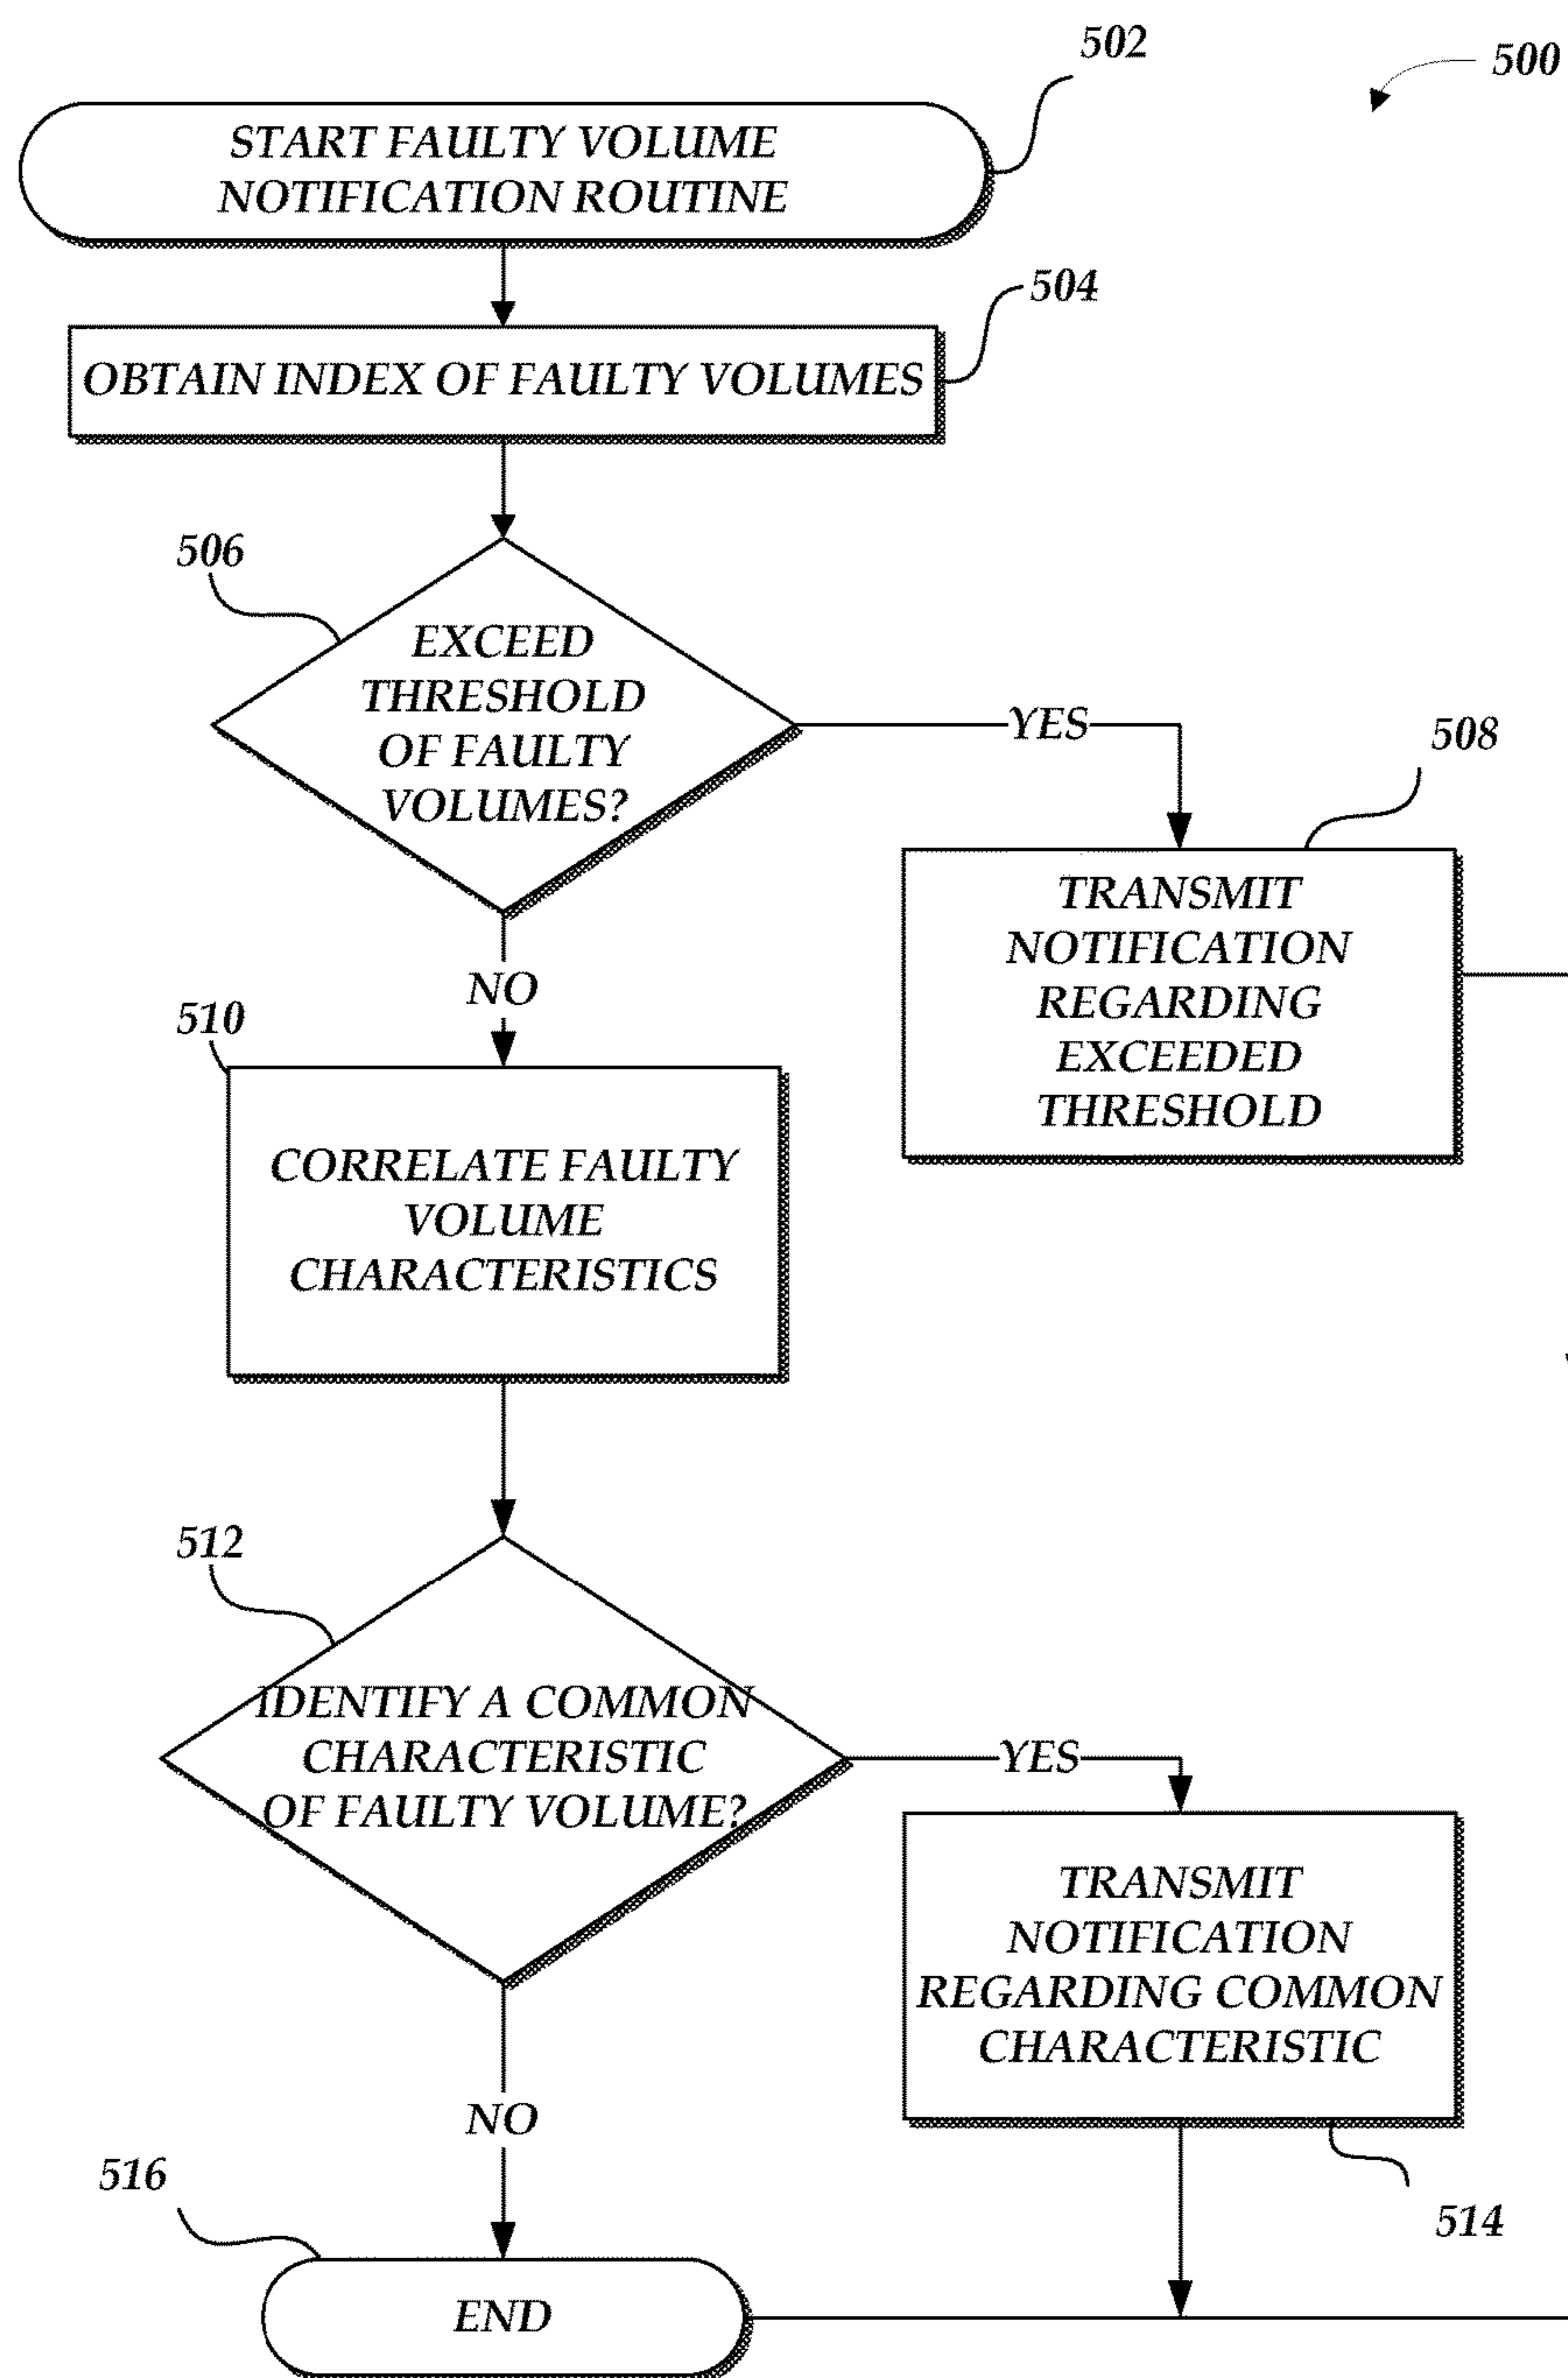 502
500
START FAULTY VOLUME
NOTIFICATION ROUTINE
504
OBTAIN INDEX OF FAULTY VOLUMES
506
EXCEED
THRESHOLD
OF FAULTY
VOLUMES?
YES
508
TRANSMIT
NOTIFICATION
REGARDING
EXCEEDED
THRESHOLD
NO
510
CORRELATE FAULTY
VOLUME
CHARACTERISTICS
512
IDENTIFY A COMMON
CHARACTERISTIC
OF FAULTY VOLUME?
YES
TRANSMIT
NOTIFICATION
REGARDING COMMON
CHARACTERISTIC
NO
514
516
END